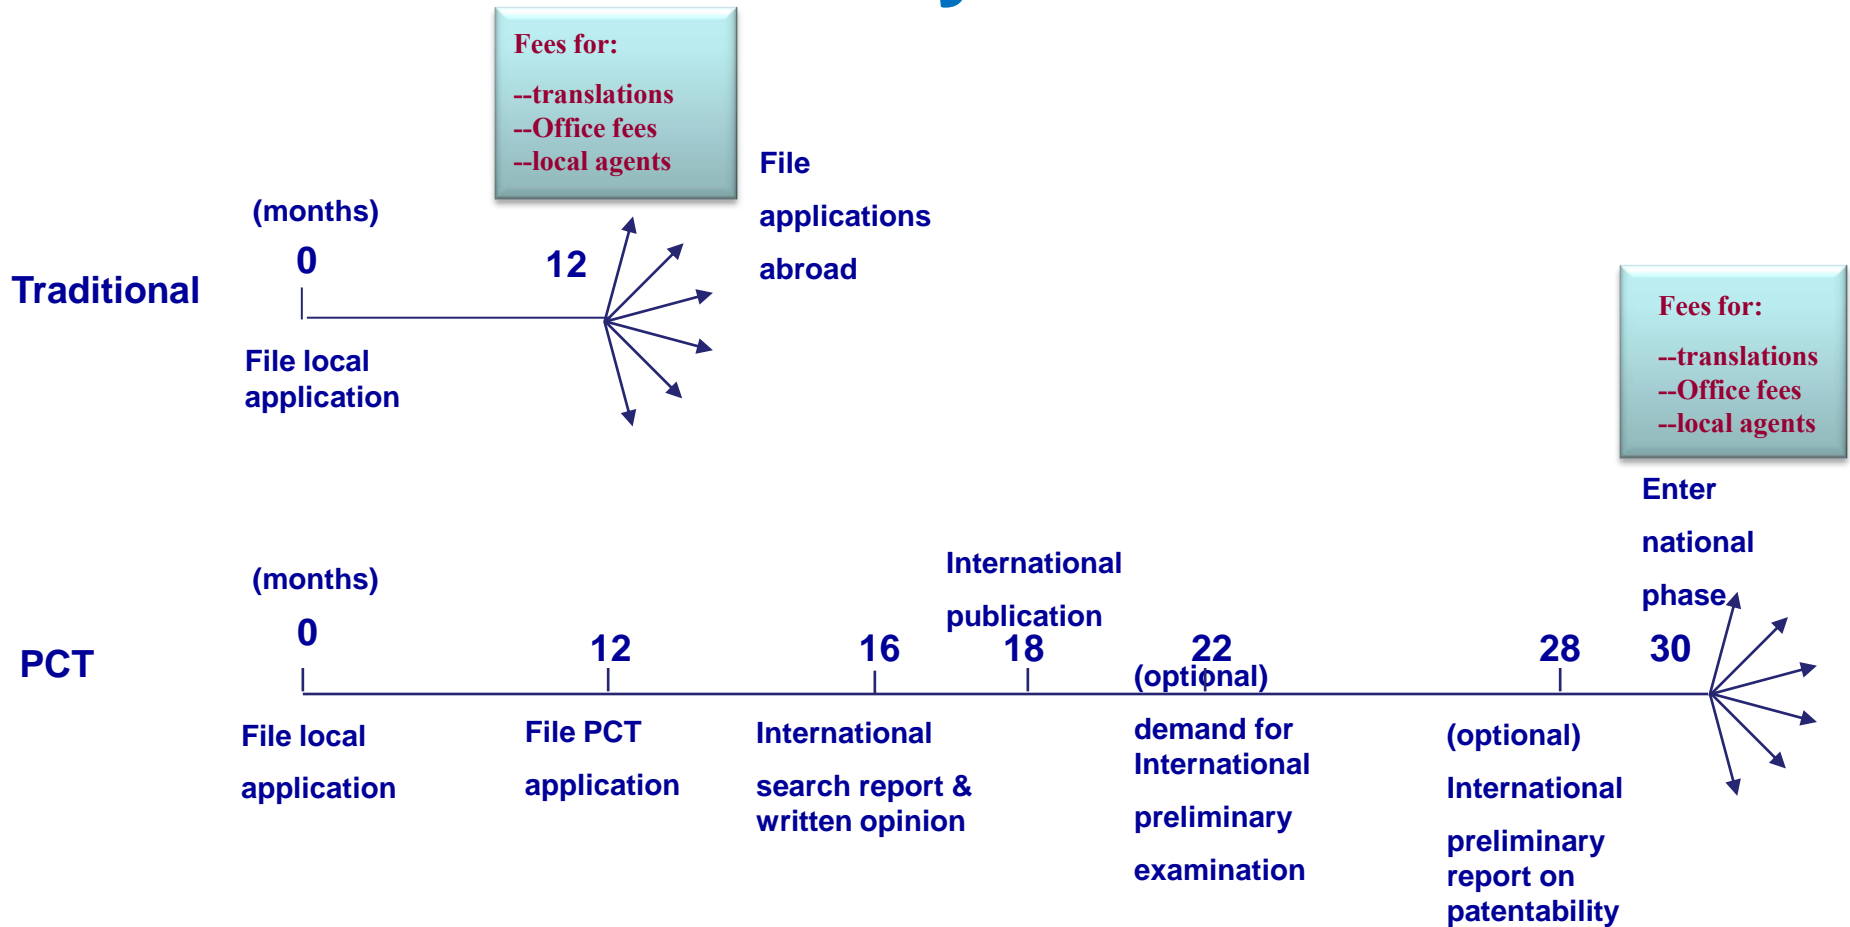 Fees for:
--translations
--Office fees
--local agents
File
applications
abroad
(months)
0
12
Traditional
File local
application
Fees for:
--translations
--Office fees
--local agents
Enter
national
phase
(months)
International
publication
0
12
16
18
22
28
30
PCT
(optional)
File local
application
File PCT
application
International
search report &
written opinion
demand for
International
preliminary
examination
(optional)
International
preliminary
report on
patentability